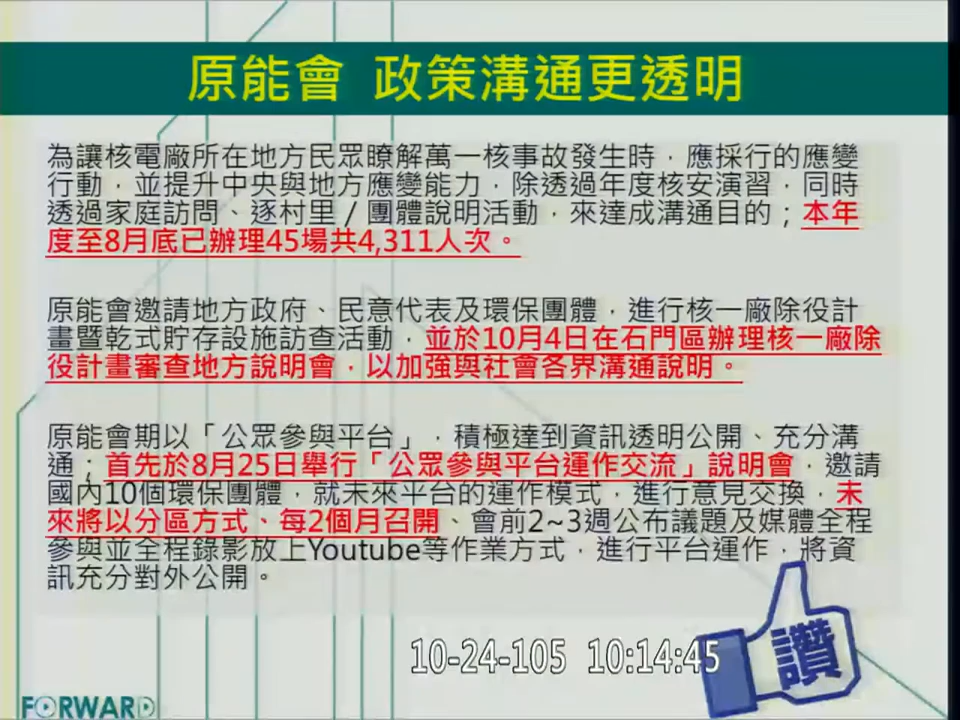 原能會 政策溝通更透明
為讓核電廠所在地方民眾瞭解萬一核事故發生時，應採行的應變
行動，並提升中央與地方應變能力，除透過年度核安演習，同時
透過家庭訪問、逐村里/團體說明活動，來達成溝通目的；本年
度至8月底已辦理45場共4,311人次。
原能會邀請地方政府、民意代表及環保團體，進行核一廠除役計
畫暨乾式貯存設施訪查活動，並於10月4日在石門區辦理核一廠除
役計畫審查地方說明會，以加強與社會各界溝通說明。
原能會期以「公眾參與平台」，積極達到資訊透明公開、充分溝
通；首先於8月25日舉行「公眾參與平台運作交流」說明會，邀請
國內10個環保團體，就未來平台的運作模式，進行意見交換，未
來將以分區方式、每2個月召開、會前2~3週公布議題及媒體全程
參與並全程錄影放上Youtube等作業方式，進行平台運作，將資
訊充分對外公開。
讚
10-24-105 10:14:45
FORWARD